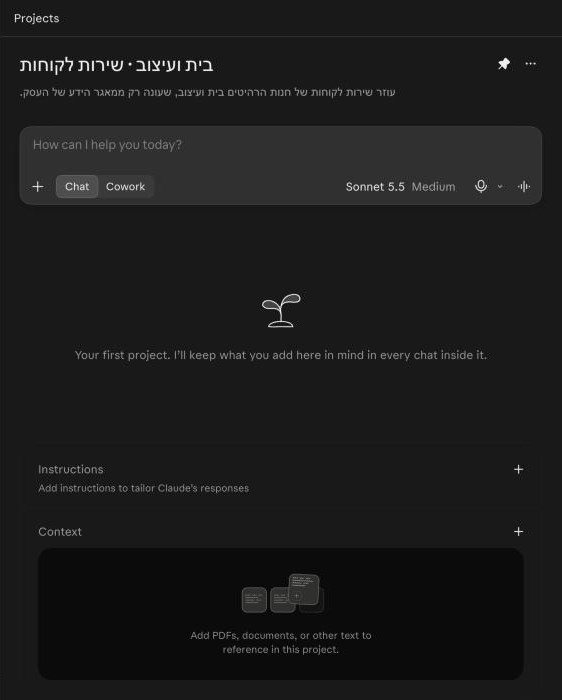 Projects
בית ועיצוב · שירות לקוחות
עוזר שירות לקוחות של חנות הרהיטים בית ועיצוב, שעונה רק ממאגר הידע של העסק.
How can I help you today?
Chat Cowork Sonnet 5.5 Medium
Your first project. I'll keep what you add here in mind in every chat inside it.
Instructions
Add instructions to tailor Claude's responses
Context
Add PDFs, documents, or other text to
reference in this project.